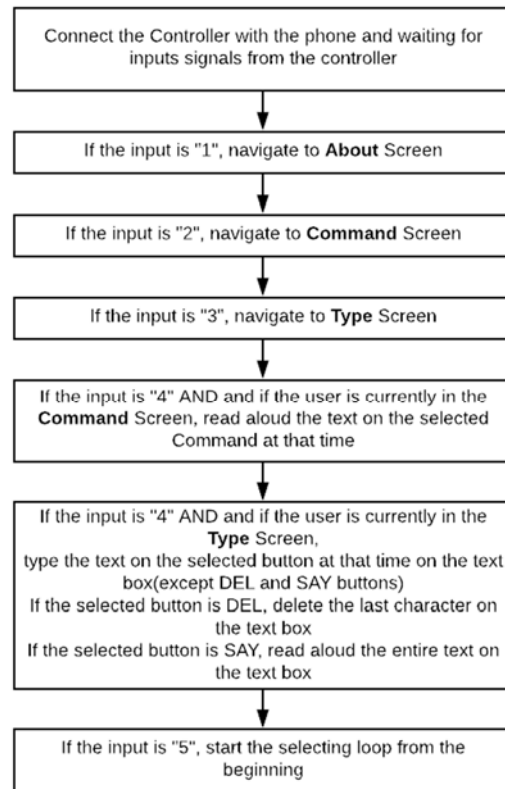 Connect the Controller with the phone and waiting for
inputs signals from the controller
If the input is "1", navigate to About Screen
If the input is "2", navigate to Command Screen
If the input is "3", navigate to Type Screen
If the input is "4" AND and if the user is currently in the
Command Screen, read aloud the text on the selected
Command at that time
If the input is "4" AND and if the user is currently in the
Type Screen,
type the text on the selected button at that time on the text
box(except DEL and SAY buttons)
If the selected button is DEL, delete the last character on
the text box
If the selected button is SAY, read aloud the entire text on
the text box
If the input is "5", start the selecting loop from the
beginning